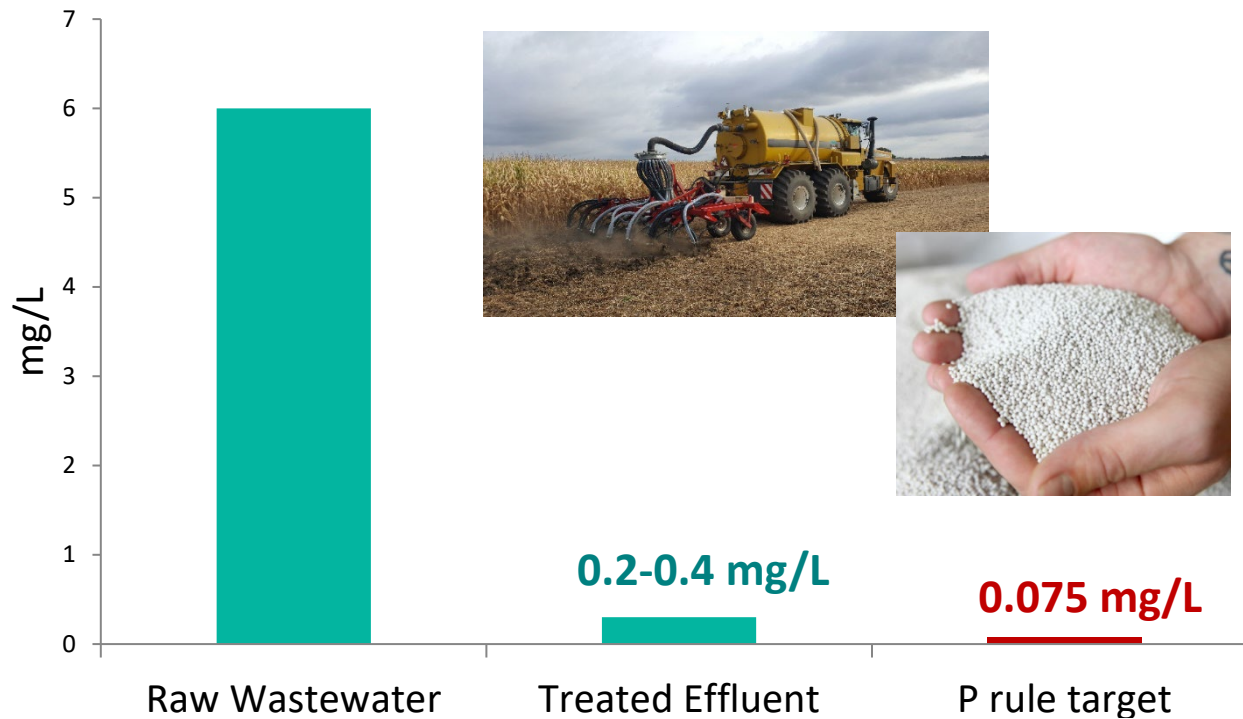 7
6
5
4
3
2
1
0
mg/L
0.2-0.4 mg/L
0.075 mg/L
Raw Wastewater
Treated Effluent
P rule target